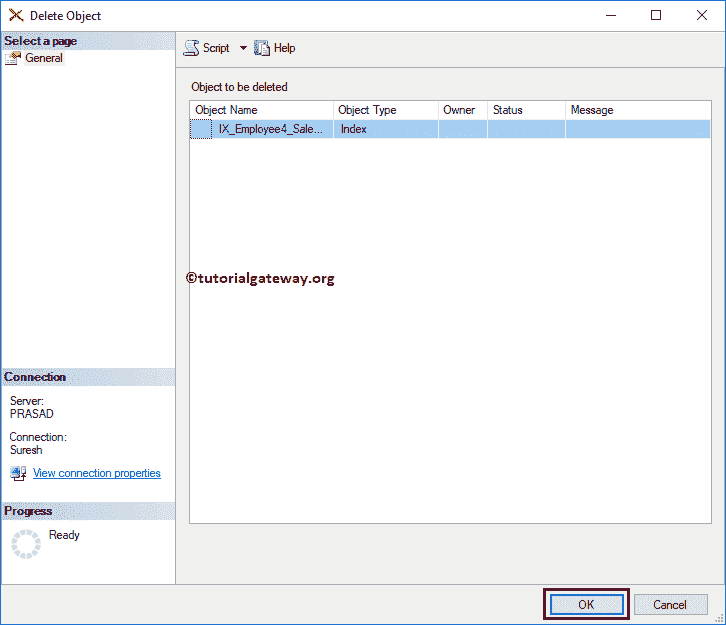 Delete Object
Select a page
General
Script Help
Object to be deleted
Object Name Object Type Owner Status Message
IX_Employee4_Sale... Index
©tutorialgateway.org
Connection
Server:
PRASAD
Connection:
Suresh
View connection properties
Progress
Ready
OK Cancel